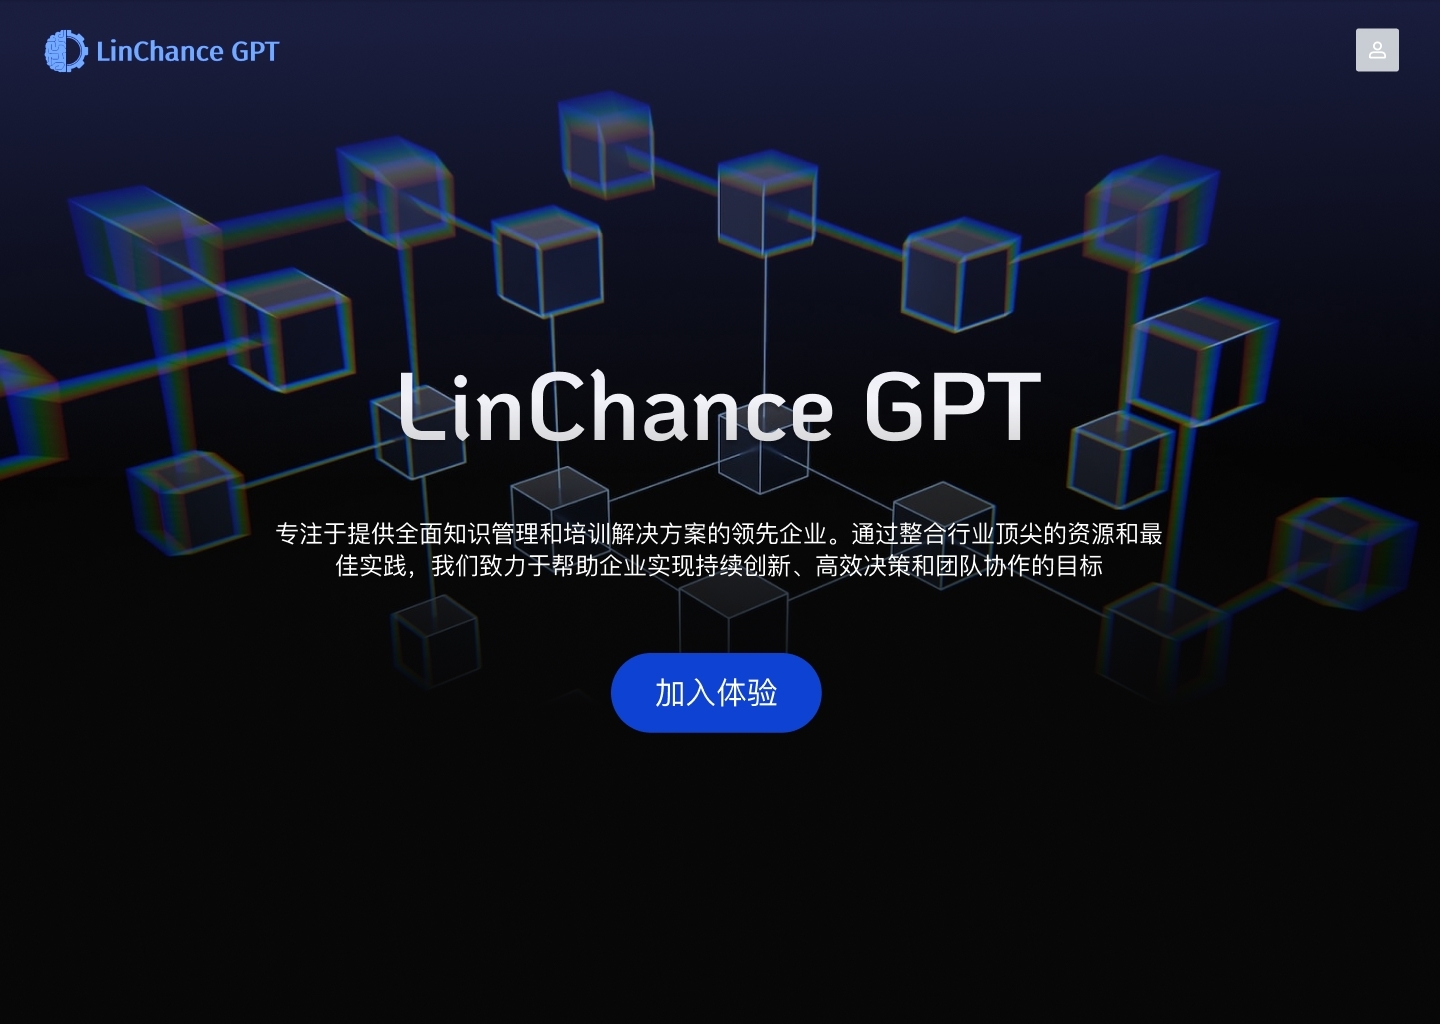 LinChance GPT
LinChance GPT
专注于提供全面知识管理和培训解决方案的领先企业。通过整合行业顶尖的资源和最
佳实践，我们致力于帮助企业实现持续创新、高效决策和团队协作的目标
加入体验